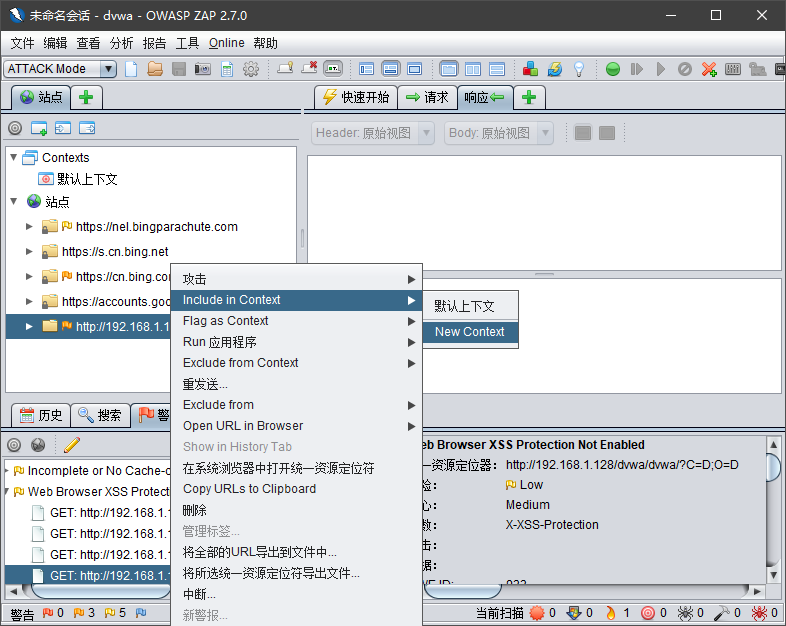 未命名会话 - dvwa - OWASP ZAP 2.7.0
文件 编辑 查看 分析 报告 工具 Online 帮助
ATTACK Mode
站点
快速开始 请求 响应
Header: 原始视图 Body: 原始视图
Contexts
默认上下文
站点
https://nel.bingparachute.com
https://s.cn.bing.net
https://cn.bing.co
https://accounts.goo
http://192.168.1.1
攻击
Include in Context
Flag as Context
Run 应用程序
Exclude from Context
重发送...
Exclude from
Open URL in Browser
Show in History Tab
在系统浏览器中打开统一资源定位符
Copy URLs to Clipboard
删除
管理标签...
将全部的URL导出到文件中...
将所选统一资源定位符导出文件...
中断...
新警报...
默认上下文
New Context
历史 搜索 警
Incomplete or No Cache-c
Web Browser XSS Protect
GET: http://192.168.1.1
GET: http://192.168.1.1
GET: http://192.168.1.1
GET: http://192.168.1.1
eb Browser XSS Protection Not Enabled
一资源定位器: http://192.168.1.128/dvwa/dvwa/?C=D;O=D
险: Low
心: Medium
数: X-XSS-Protection
击:
据:
警告 0 3 5
当前扫描 0 0 1 0 0 0 0